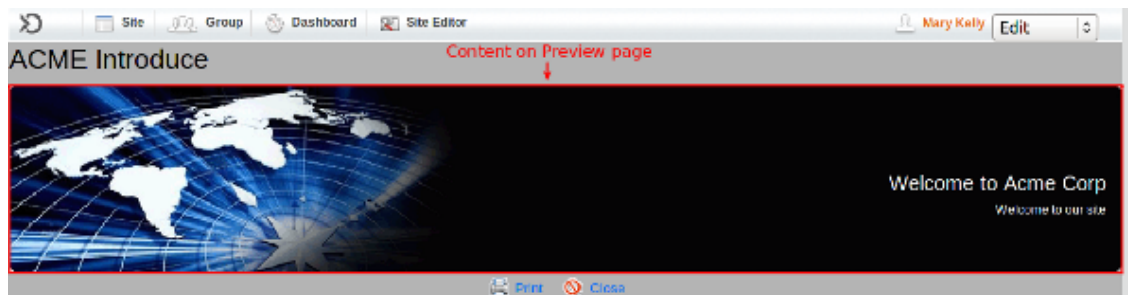 Site Group Dashboard Site Editor Mary Kelly Edit
ACME Introduce
Content on Preview page
Welcome to Acme Corp
Welcome to our site
Print Close